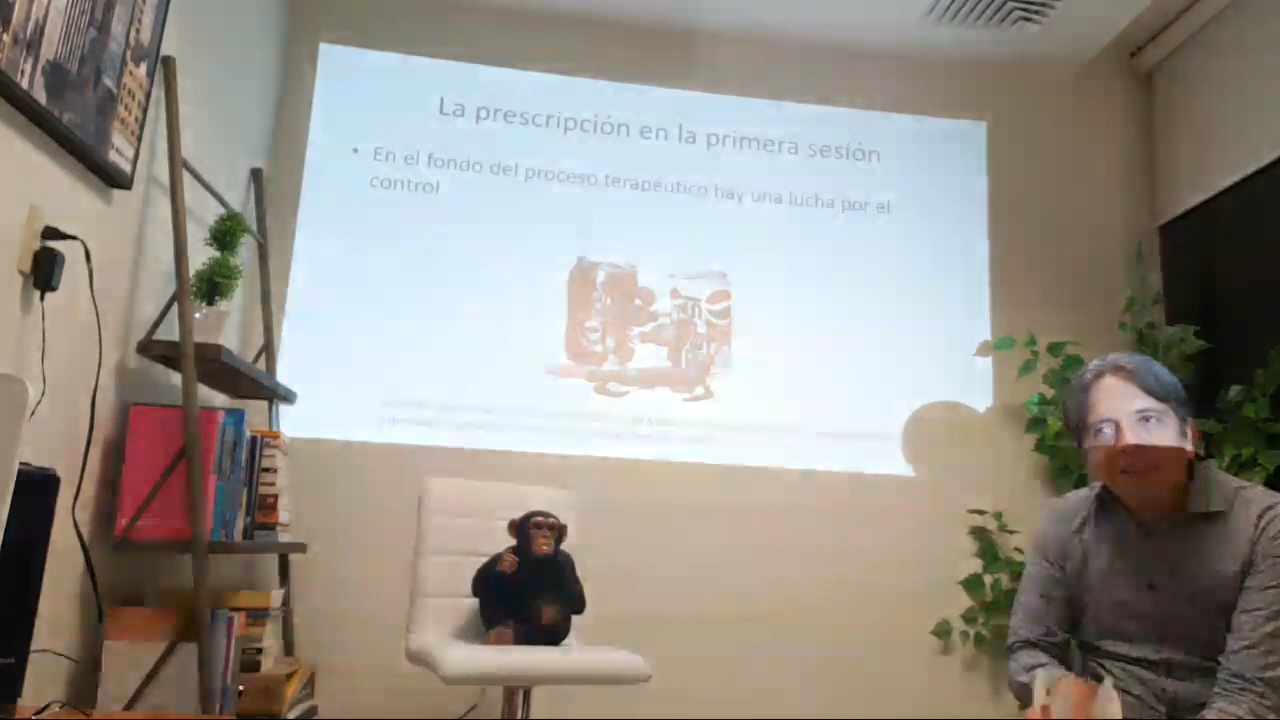 La prescripción en la primera sesión
• En el fondo del proceso terapéutico hay una lucha por el
control